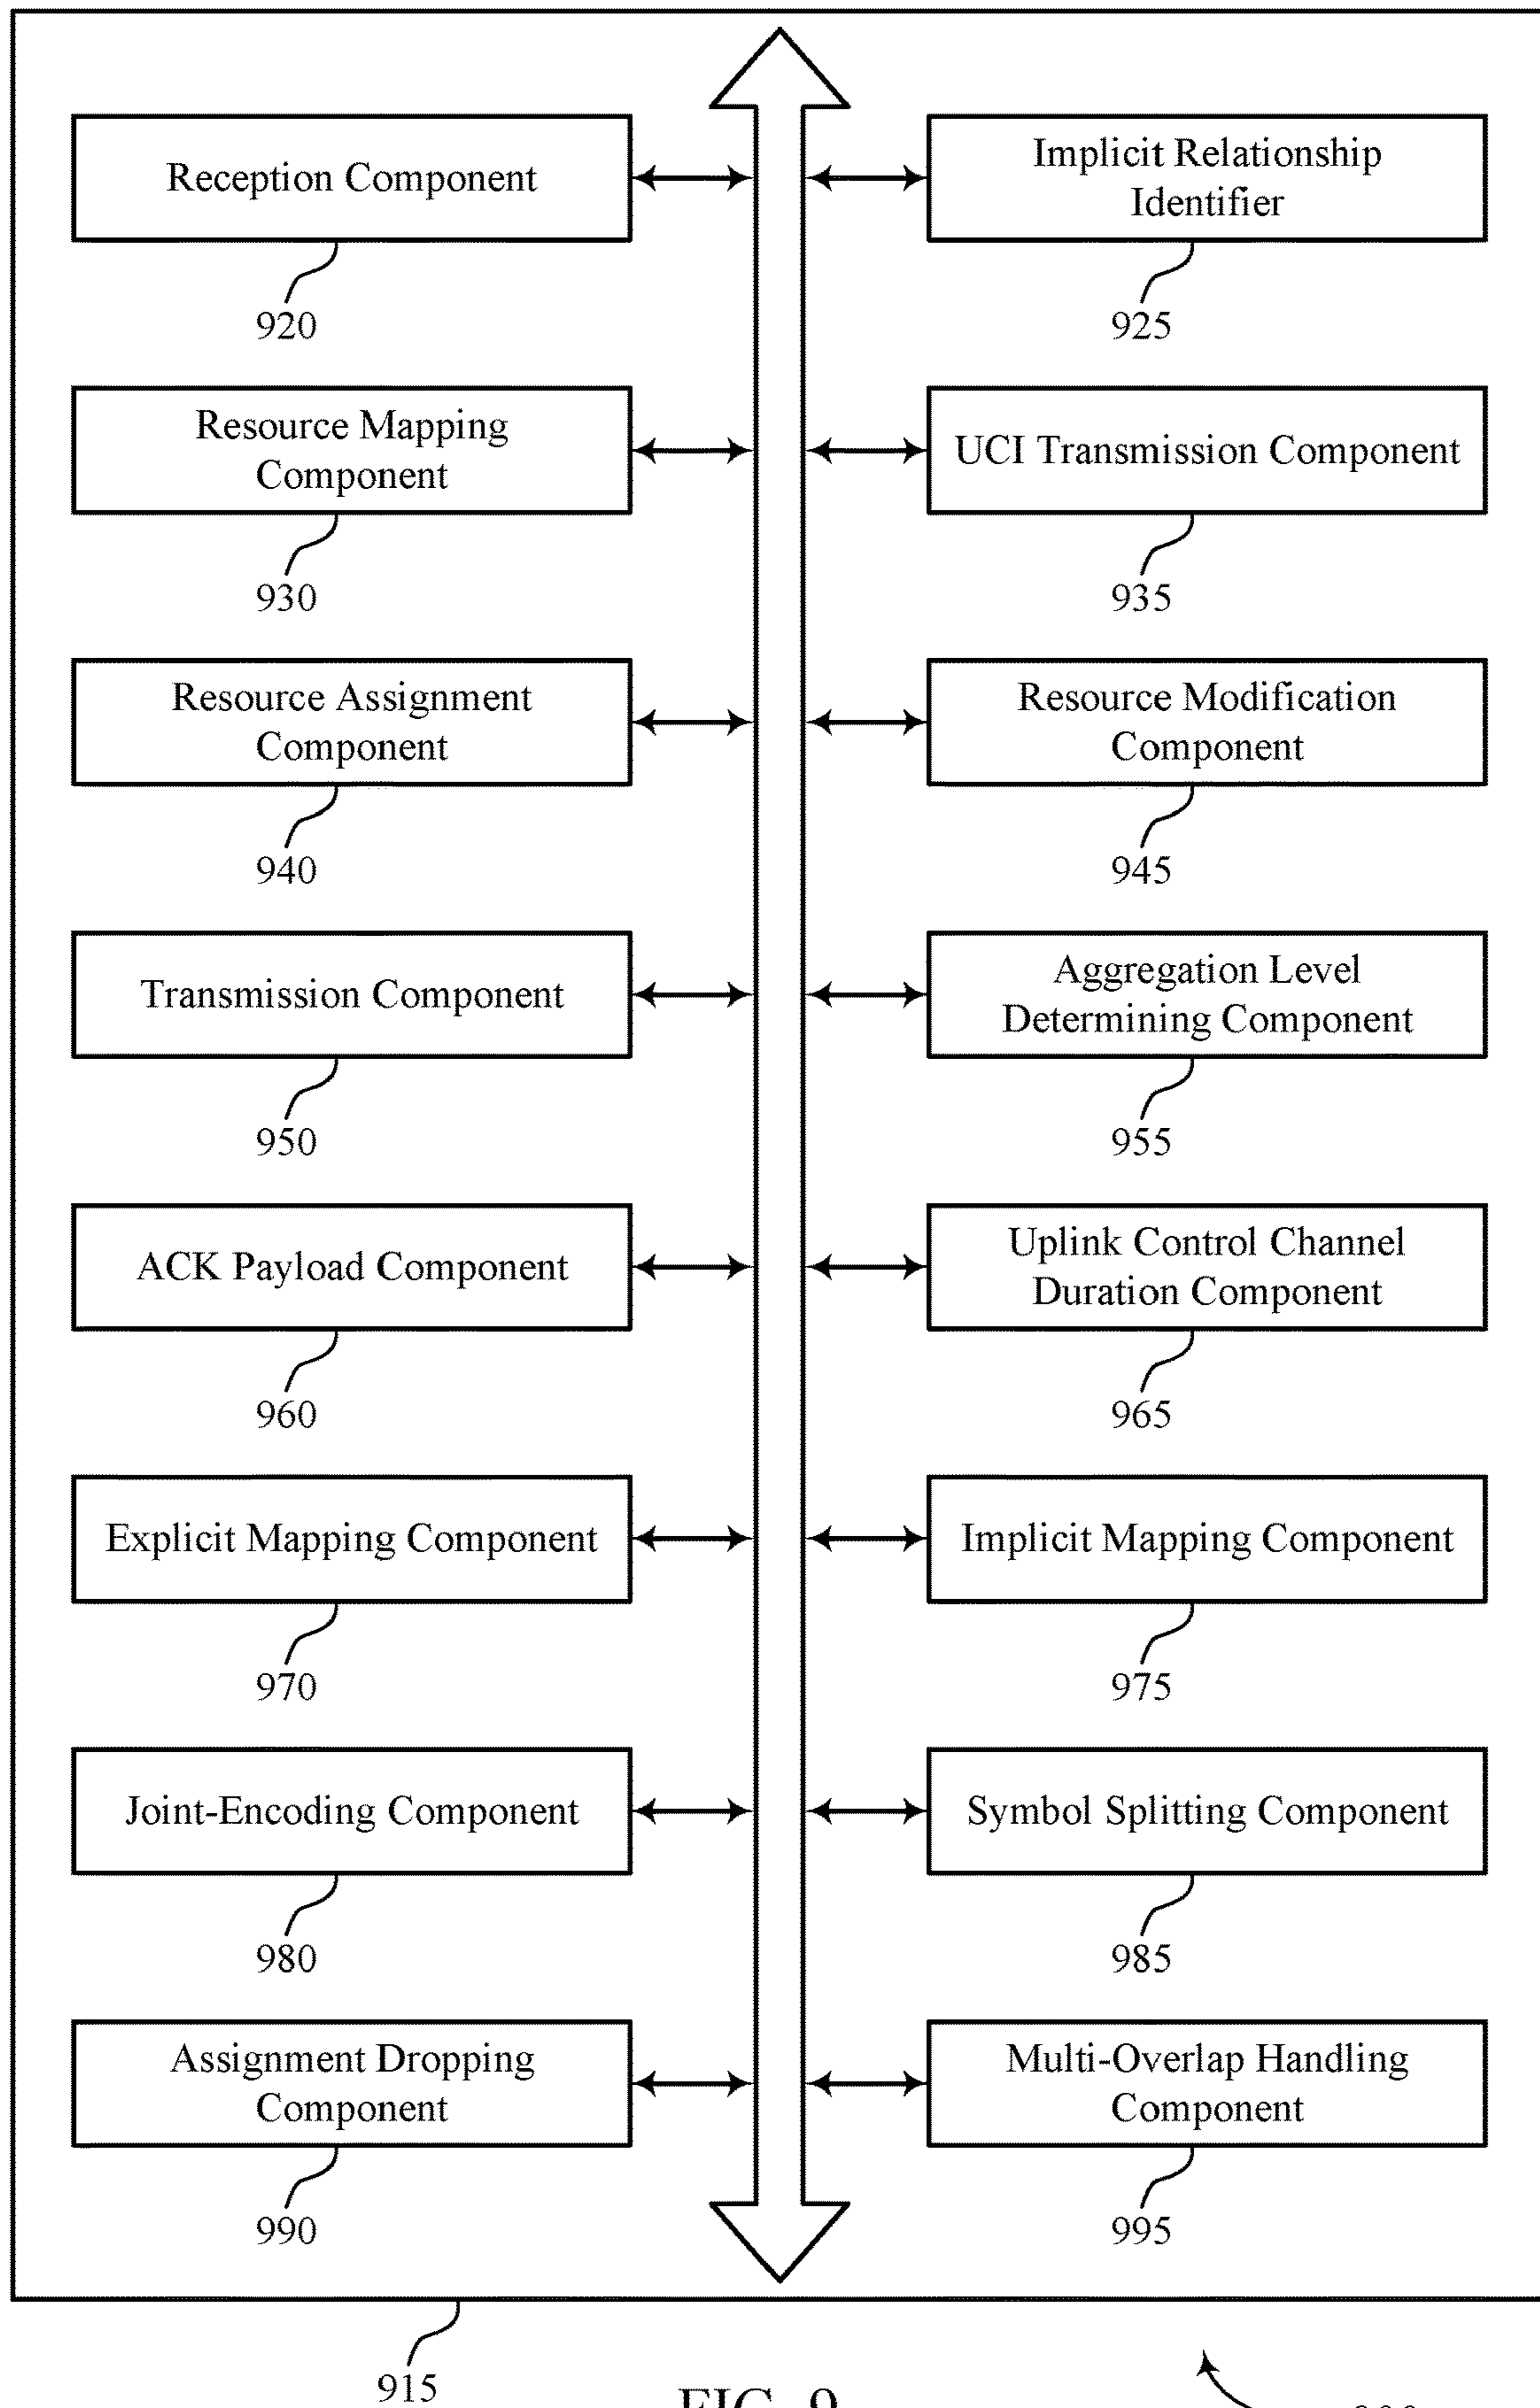 Reception Component
920
Implicit Relationship
Identifier
925
Resource Mapping
Component
930
UCI Transmission Component
935
Resource Assignment
Component
940
Resource Modification
Component
945
Transmission Component
950
Aggregation Level
Determining Component
955
ACK Payload Component
960
Uplink Control Channel
Duration Component
965
Explicit Mapping Component
970
Implicit Mapping Component
975
Joint-Encoding Component
980
Symbol Splitting Component
985
Assignment Dropping
Component
990
Multi-Overlap Handling
Component
995
915
FIG. 9